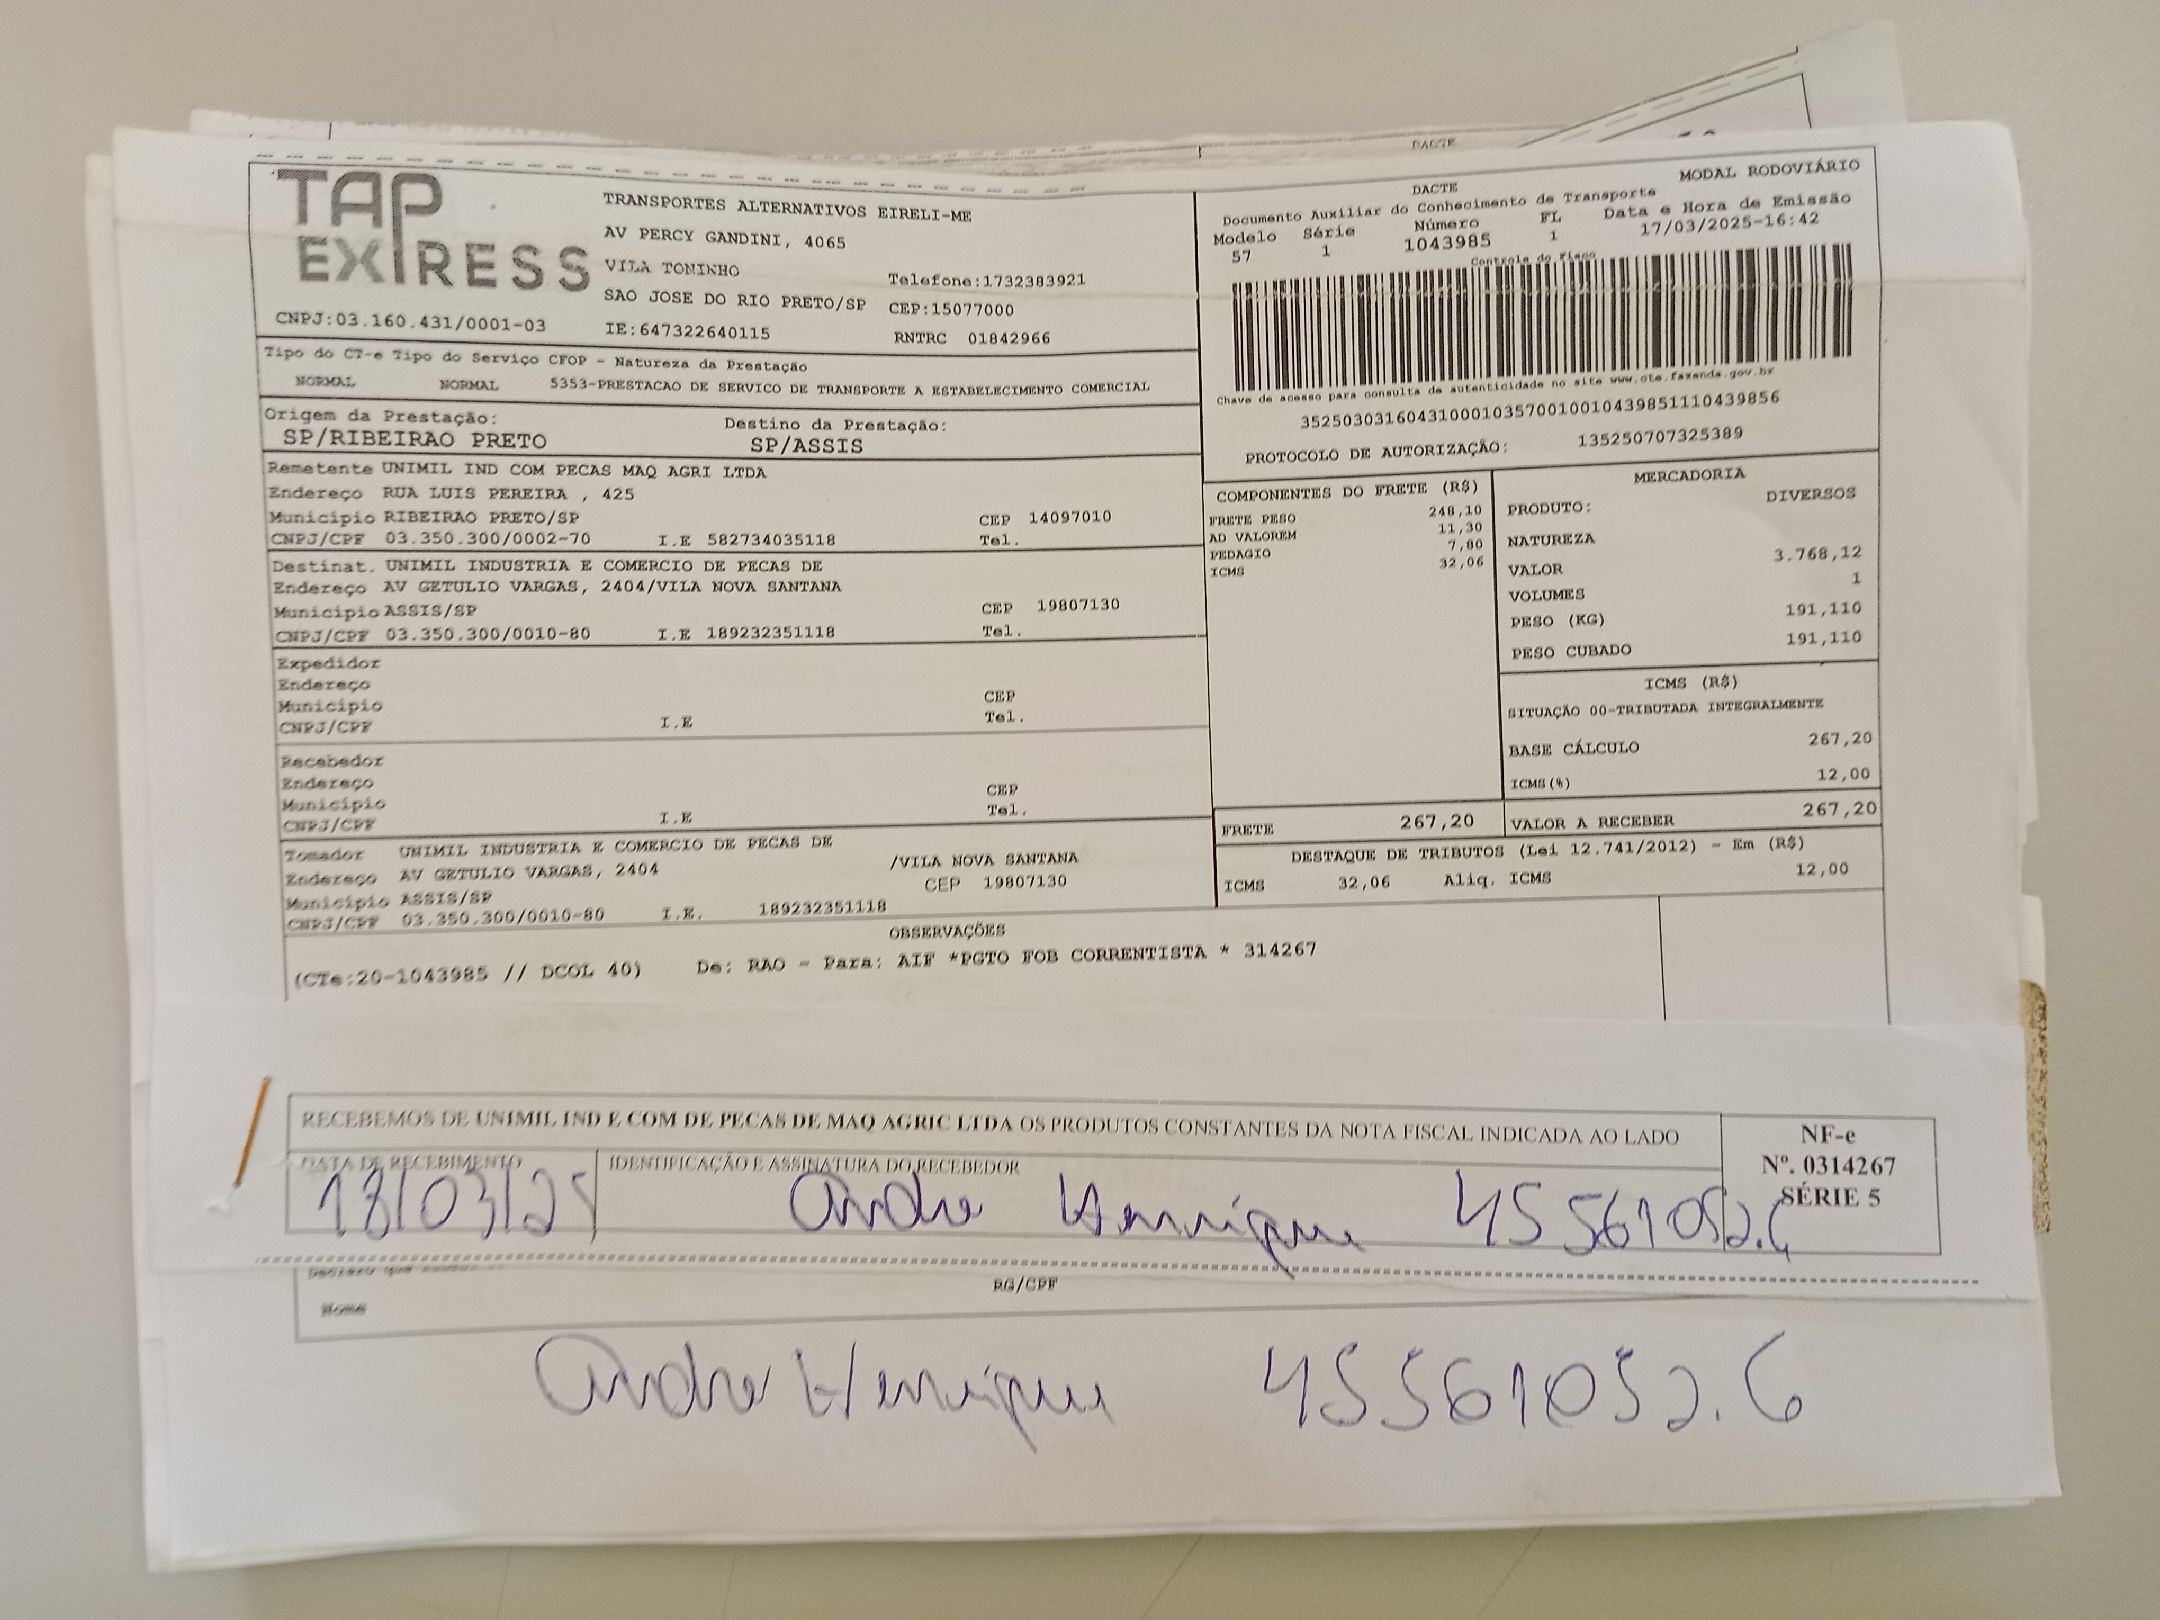 DACTE
TAP EXPRESS
TRANSPORTES ALTERNATIVOS EIRELI-ME
AV PERCY GANDINI, 4065
VILA TONINHO Telefone:1732383921
SAO JOSE DO RIO PRETO/SP CEP:15077000
CNPJ:03.160.431/0001-03 IE:647322640115 RNTRC 01842966
MODAL RODOVIÁRIO
DACTE
Documento Auxiliar do Conhecimento de Transporte
Modelo Série Número FL Data e Hora de Emissão
57 1 1043985 1 17/03/2025-16:42
Controle do Fisco
Chave de acesso para consulta de autenticidade no site www.cte.fazenda.gov.br
35250303160431000103570010010439851110439856
PROTOCOLO DE AUTORIZAÇÃO: 135250707325389
Tipo do CT-e Tipo do Serviço CFOP - Natureza da Prestação
NORMAL NORMAL 5353-PRESTACAO DE SERVICO DE TRANSPORTE A ESTABELECIMENTO COMERCIAL
Origem da Prestação: Destino da Prestação:
SP/RIBEIRAO PRETO SP/ASSIS
Remetente UNIMIL IND COM PECAS MAQ AGRI LTDA
Endereço RUA LUIS PEREIRA , 425
Município RIBEIRAO PRETO/SP CEP 14097010
CNPJ/CPF 03.350.300/0002-70 I.E 582734035118 Tel.
Destinat. UNIMIL INDUSTRIA E COMERCIO DE PECAS DE
Endereço AV GETULIO VARGAS, 2404/VILA NOVA SANTANA
Município ASSIS/SP CEP 19807130
CNPJ/CPF 03.350.300/0010-80 I.E 189232351118 Tel.
Expedidor
Endereço
Município CEP
CNPJ/CPF I.E Tel.
Recebedor
Endereço
Município CEP
CNPJ/CPF I.E Tel.
Tomador UNIMIL INDUSTRIA E COMERCIO DE PECAS DE
Endereço AV GETULIO VARGAS, 2404 /VILA NOVA SANTANA
Município ASSIS/SP CEP 19807130
CNPJ/CPF 03.350.300/0010-80 I.E. 189232351118
COMPONENTES DO FRETE (R$)
FRETE PESO 248,10
AD VALOREM 11,30
PEDAGIO 7,80
ICMS 32,06
MERCADORIA
PRODUTO: DIVERSOS
NATUREZA
VALOR 3.768,12
VOLUMES 1
PESO (KG) 191,110
PESO CUBADO 191,110
ICMS (R$)
SITUAÇÃO 00-TRIBUTADA INTEGRALMENTE
BASE CÁLCULO 267,20
ICMS(%) 12,00
FRETE 267,20 VALOR A RECEBER 267,20
DESTAQUE DE TRIBUTOS (Lei 12.741/2012) - Em (R$)
ICMS 32,06 Aliq. ICMS 12,00
OBSERVAÇÕES
(CTe:20-1043985 // DCOL 40) De: RAO - Para: AIF *PGTO FOB CORRENTISTA * 314267
RECEBEMOS DE UNIMIL IND E COM DE PECAS DE MAQ AGRIC LTDA OS PRODUTOS CONSTANTES DA NOTA FISCAL INDICADA AO LADO
DATA DE RECEBIMENTO IDENTIFICAÇÃO E ASSINATURA DO RECEBEDOR
18/03/25 Andre Henrique 45561052.6
NF-e
Nº. 0314267
SÉRIE 5
Declaro que
Nome RG/CPF
Andre Henrique 45561052.6